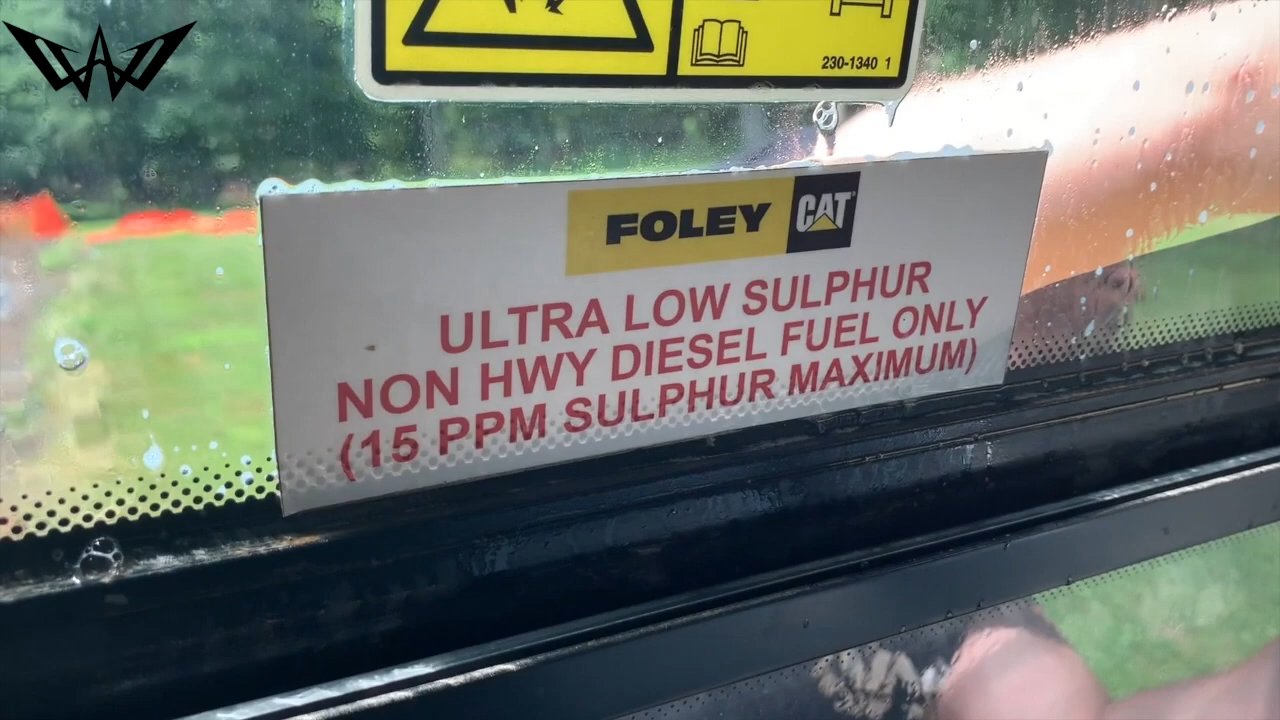 230-1340 1
FOLEY CAT
ULTRA LOW SULPHUR
NON HWY DIESEL FUEL ONLY
(15 PPM SULPHUR MAXIMUM)